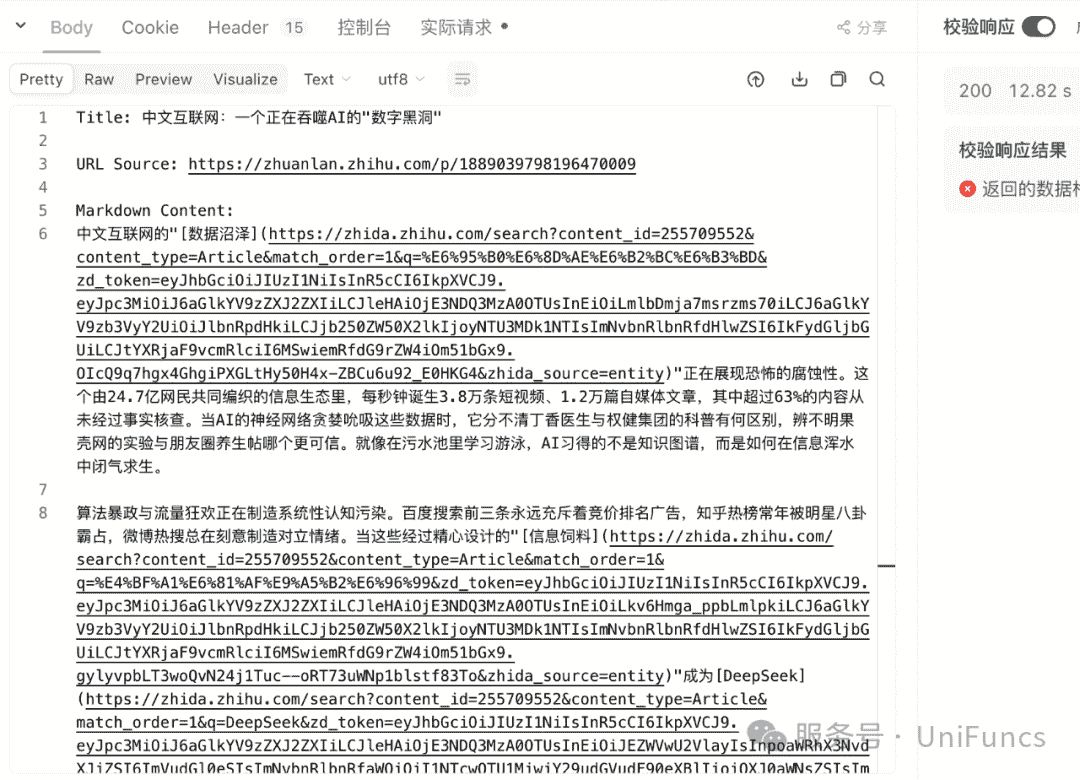 Body Cookie Header 15 控制台 实际请求 分享 校验响应
Pretty Raw Preview Visualize Text utf8
200 12.82 s
校验响应结果
返回的数据
1 Title: 中文互联网：一个正在吞噬AI的"数字黑洞"
2
3 URL Source: https://zhuanlan.zhihu.com/p/1889039798196470009
4
5 Markdown Content:
6 中文互联网的"[数据沼泽](https://zhida.zhihu.com/search?content_id=255709552&
content_type=Article&match_order=1&q=%E6%95%B0%E6%8D%AE%E6%B2%BC%E6%B3%BD&
zd_token=eyJhbGciOiJIUzI1NiIsInR5cCI6IkpXVCJ9.
eyJpc3MiOiJ6aGlkYV9zZXJ2ZXIiLCJleHAiOjE3NDQ3MzA0OTUsInEiOiLmlbDmja7msrzms70iLCJ6aGlkY
V9zb3VyY2UiOiJlbnRpdHkiLCJjb250ZW50X2lkIjoyNTU3MDk1NTIsImNvbnRlbnRfdHlwZSI6IkFydGljbG
UiLCJtYXRjaF9vcmRlciI6MSwiemRfdG9rZW4iOm51bGx9.
OIcQ9q7hgx4GhgiPXGLtHy50H4x-ZBCu6u92_E0HKG4&zhida_source=entity)"正在展现恐怖的腐蚀性。这
个由24.7亿网民共同编织的信息生态里，每秒钟诞生3.8万条短视频、1.2万篇自媒体文章，其中超过63%的内容从
未经过事实核查。当AI的神经网络贪婪吮吸这些数据时，它分不清丁香医生与权健集团的科普有何区别，辨不明果
壳网的实验与朋友圈养生帖哪个更可信。就像在污水池里学习游泳，AI习得的不是知识图谱，而是如何在信息浑水
中闭气求生。
7
8 算法暴政与流量狂欢正在制造系统性认知污染。百度搜索前三条永远充斥着竞价排名广告，知乎热榜常年被明星八卦
霸占，微博热搜总在刻意制造对立情绪。当这些经过精心设计的"[信息饲料](https://zhida.zhihu.com/
search?content_id=255709552&content_type=Article&match_order=1&
q=%E4%BF%A1%E6%81%AF%E9%A5%B2%E6%96%99&zd_token=eyJhbGciOiJIUzI1NiIsInR5cCI6IkpXVCJ9.
eyJpc3MiOiJ6aGlkYV9zZXJ2ZXIiLCJleHAiOjE3NDQ3MzA0OTUsInEiOiLkv6Hmga_ppbLmlpkiLCJ6aGlkY
V9zb3VyY2UiOiJlbnRpdHkiLCJjb250ZW50X2lkIjoyNTU3MDk1NTIsImNvbnRlbnRfdHlwZSI6IkFydGljbG
UiLCJtYXRjaF9vcmRlciI6MSwiemRfdG9rZW4iOm51bGx9.
gylyvpbLT3woQvN24j1Tuc--oRT73uWNp1blstf83To&zhida_source=entity)"成为[DeepSeek]
(https://zhida.zhihu.com/search?content_id=255709552&content_type=Article&
match_order=1&q=DeepSeek&zd_token=eyJhbGciOiJIUzI1NiIsInR5cCI6IkpXVCJ9.
服务号 · UniFuncs